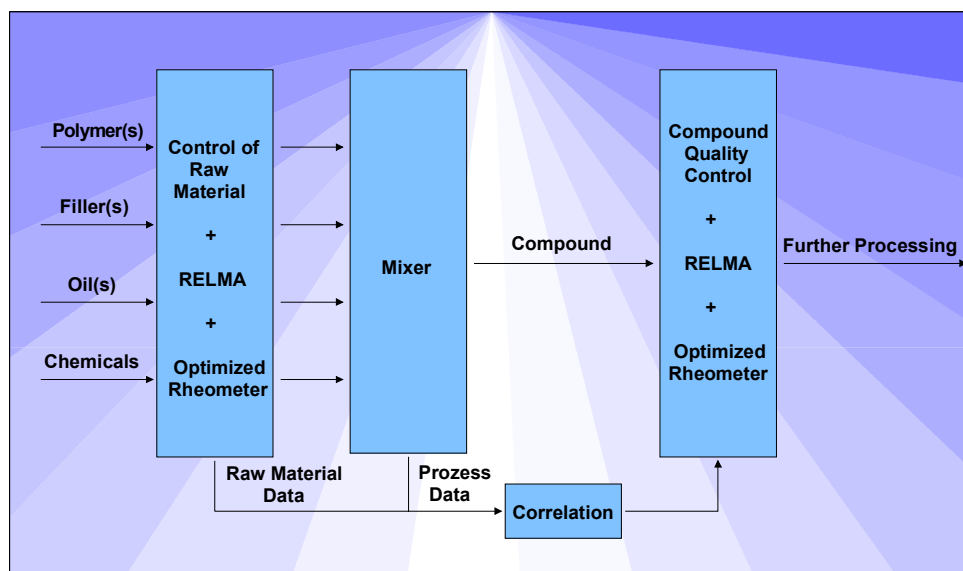 Polymer(s)
Filler(s)
Oil(s)
Chemicals
Control of
Raw
Material
+
RELMA
+
Optimized
Rheometer
Mixer
Compound
Compound
Quality
Control
+
RELMA
+
Optimized
Rheometer
Further Processing
Raw Material
Data
Prozess
Data
Correlation